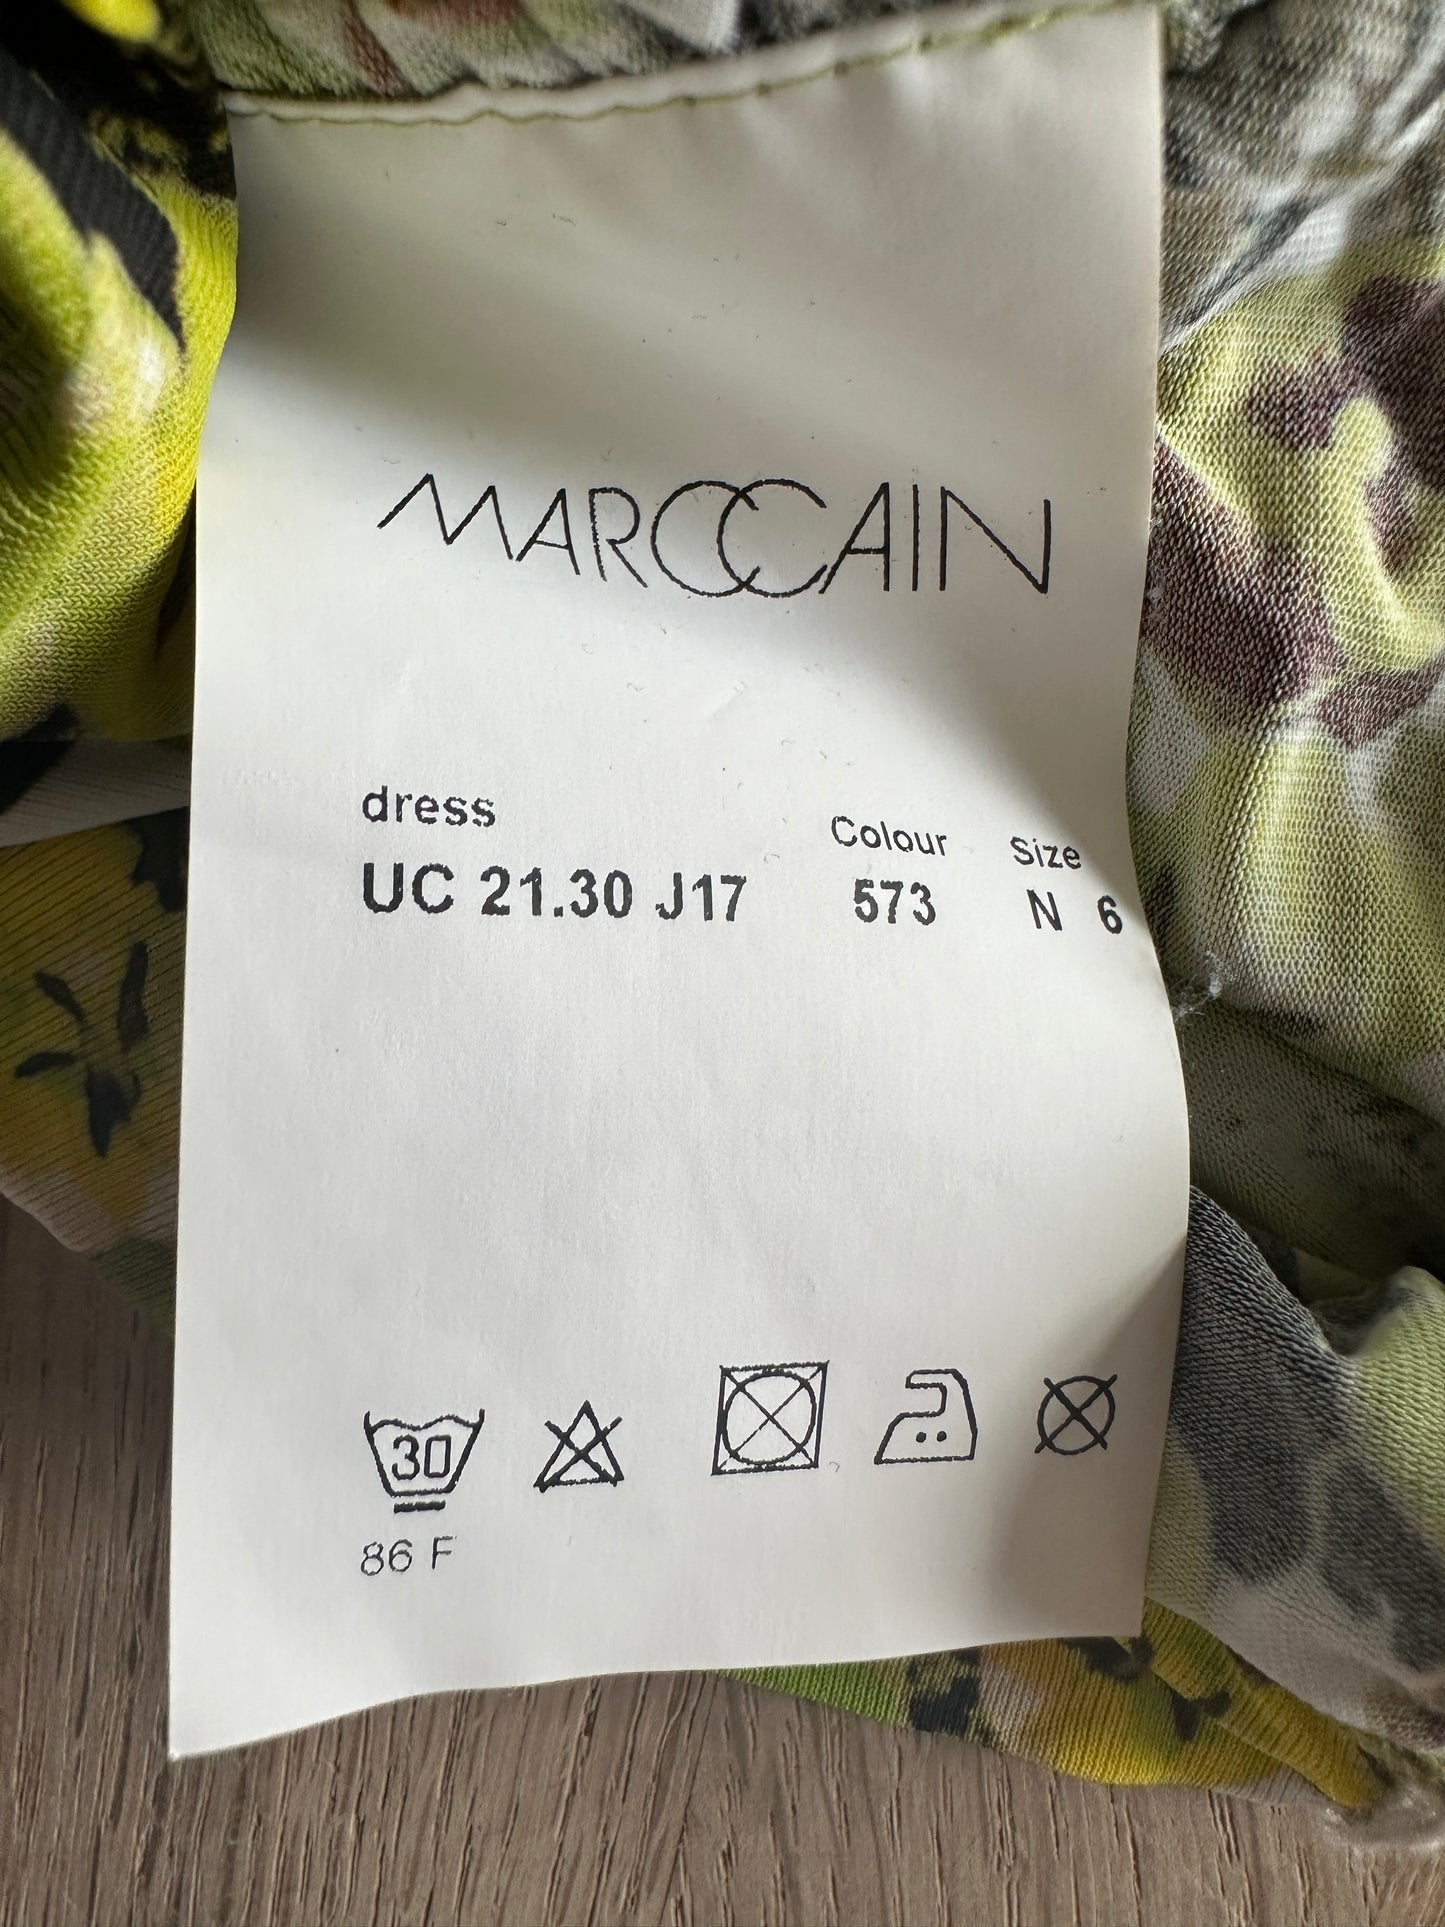 MARCCAIN
dress
Colour
Size
UC 21.30 J17
573
N 6
30
86 F